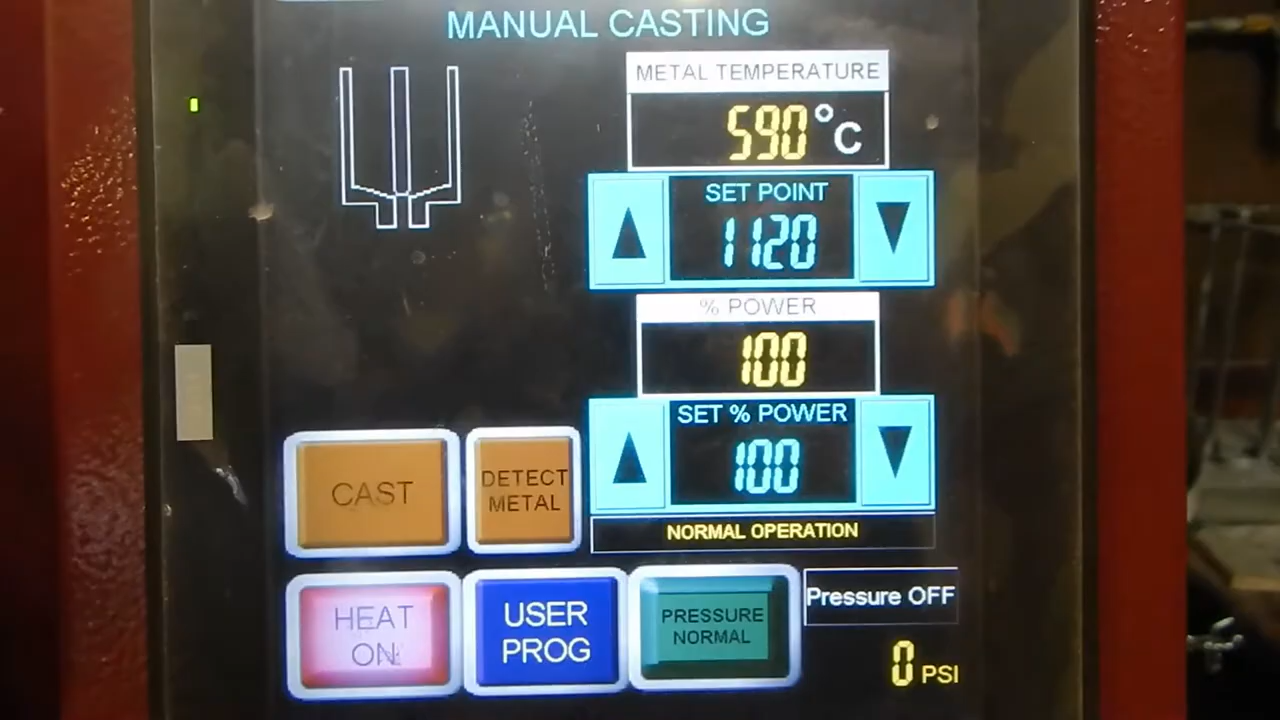 MANUAL CASTING
METAL TEMPERATURE
590°C
SET POINT
1120
% POWER
100
SET % POWER
100
NORMAL OPERATION
CAST
DETECT
METAL
HEAT
ON
USER
PROG
PRESSURE
NORMAL
Pressure OFF
0 PSI